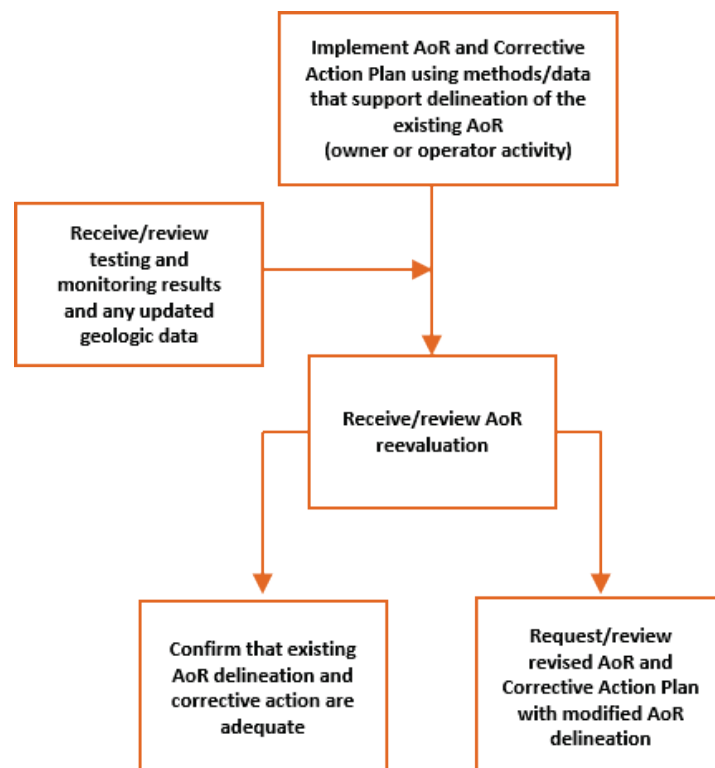 Implement AoR and Corrective
Action Plan using methods/data
that support delineation of the
existing AoR
(owner or operator activity)
Receive/review
testing and
monitoring results
and any updated
geologic data
Receive/review AoR
reevaluation
Confirm that existing
AoR delineation and
corrective action are
adequate
Request/review
revised AoR and
Corrective Action Plan
with modified AoR
delineation